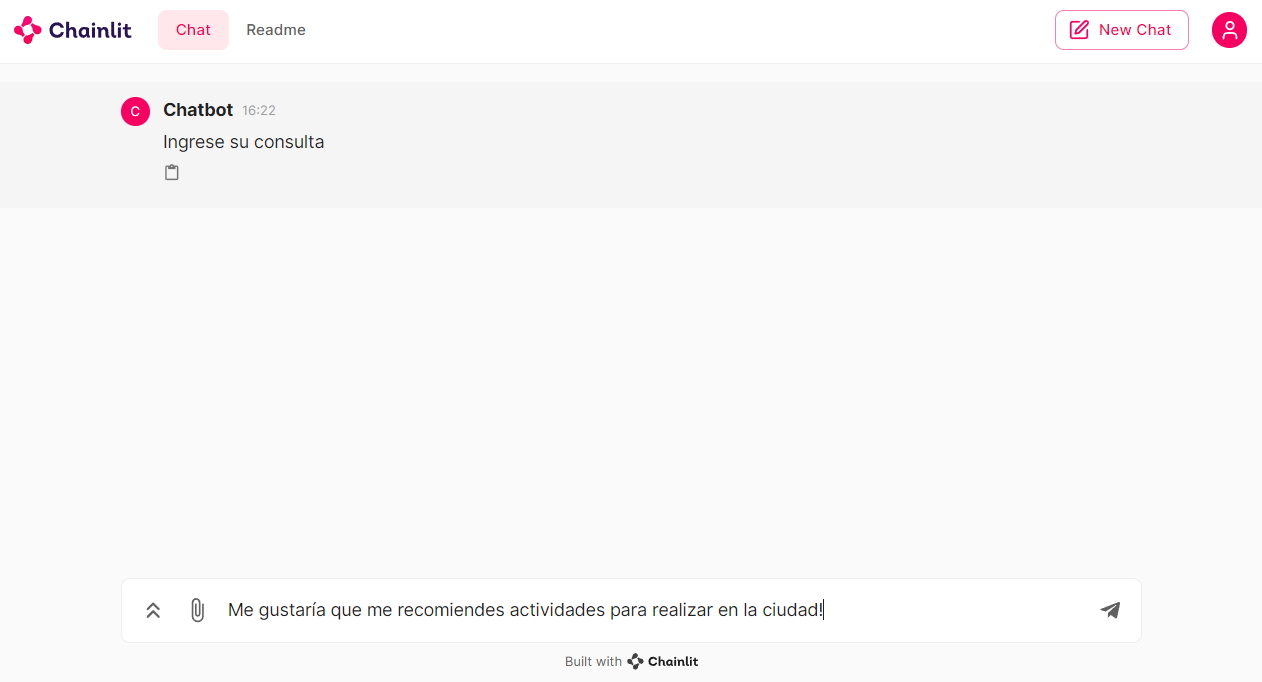 Chainlit Chat Readme New Chat
C Chatbot 16:22
Ingrese su consulta
Me gustaría que me recomiendes actividades para realizar en la ciudad!
Built with Chainlit